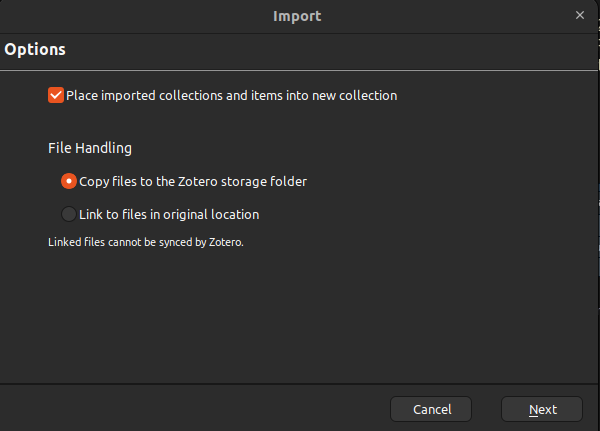 Import
Options
Place imported collections and items into new collection
File Handling
Copy files to the Zotero storage folder
Link to files in original location
Linked files cannot be synced by Zotero.
Cancel
Next